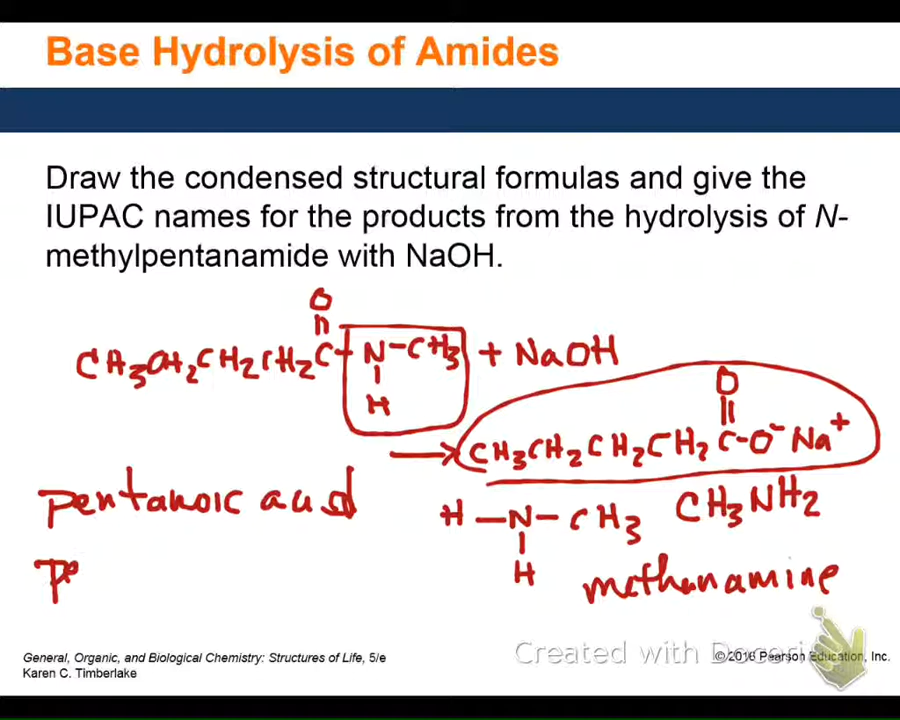 Base Hydrolysis of Amides
Draw the condensed structural formulas and give the
IUPAC names for the products from the hydrolysis of N-
methylpentanamide with NaOH.
O
CH3CH2CH2CH2C N-CH3 + NaOH
H
O
CH3CH2CH2CH2C-O- Na+
pentanoic acid
H-N-CH3 CH3NH2
H
methanamine
General, Organic, and Biological Chemistry: Structures of Life, 5/e
Karen C. Timberlake
Created with
©2016 Pearson Education, Inc.